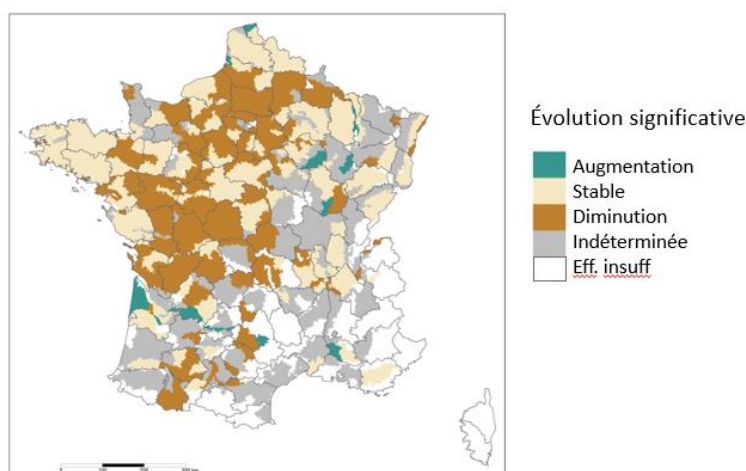 Évolution significative
Augmentation
Stable
Diminution
Indéterminée
Eff. insuff